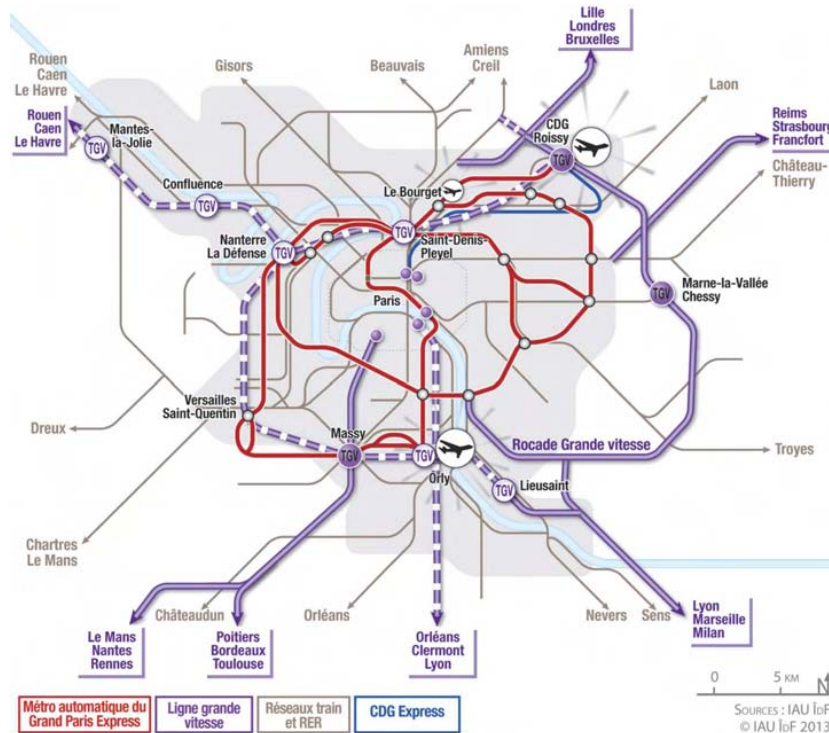 Lille
Londres
Bruxelles
Rouen
Caen
Le Havre
Gisors
Beauvais
Amiens
Creil
Laon
Rouen
Caen
Le Havre
Mantes-
la-Jolie
CDG
Roissy
TGV
Reims
Strasbourg
Francfort
Château-
Thierry
TGV
Confluence
TGV
Le Bourget
Nanterre
La Défense
TGV
TGV
Saint-Denis-
Pleyel
Marne-la-Vallée
Chessy
TGV
Paris
Versailles
Saint-Quentin
Dreux
Massy
TGV
TGV
Orly
Rocade Grande vitesse
Troyes
TGV
Lieusaint
Chartres
Le Mans
Châteaudun
Orléans
Nevers
Sens
Le Mans
Nantes
Rennes
Poitiers
Bordeaux
Toulouse
Orléans
Clermont
Lyon
Lyon
Marseille
Milan
Métro automatique du
Grand Paris Express
Ligne grande
vitesse
Réseaux train
et RER
CDG Express
0 5 KM
N
SOURCES : IAU ÎDF
© IAU ÎDF 2013